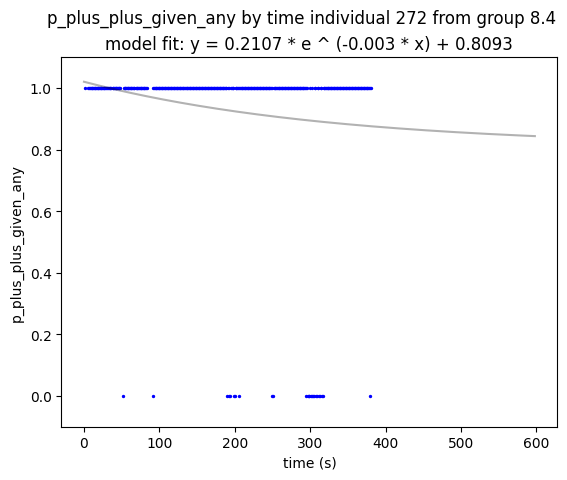 p_plus_plus_given_any by time individual 272 from group 8.4
model fit: y = 0.2107 * e ^ (-0.003 * x) + 0.8093
1.0
0.8
0.6
0.4
0.2
0.0
p_plus_plus_given_any
0 100 200 300 400 500 600
time (s)